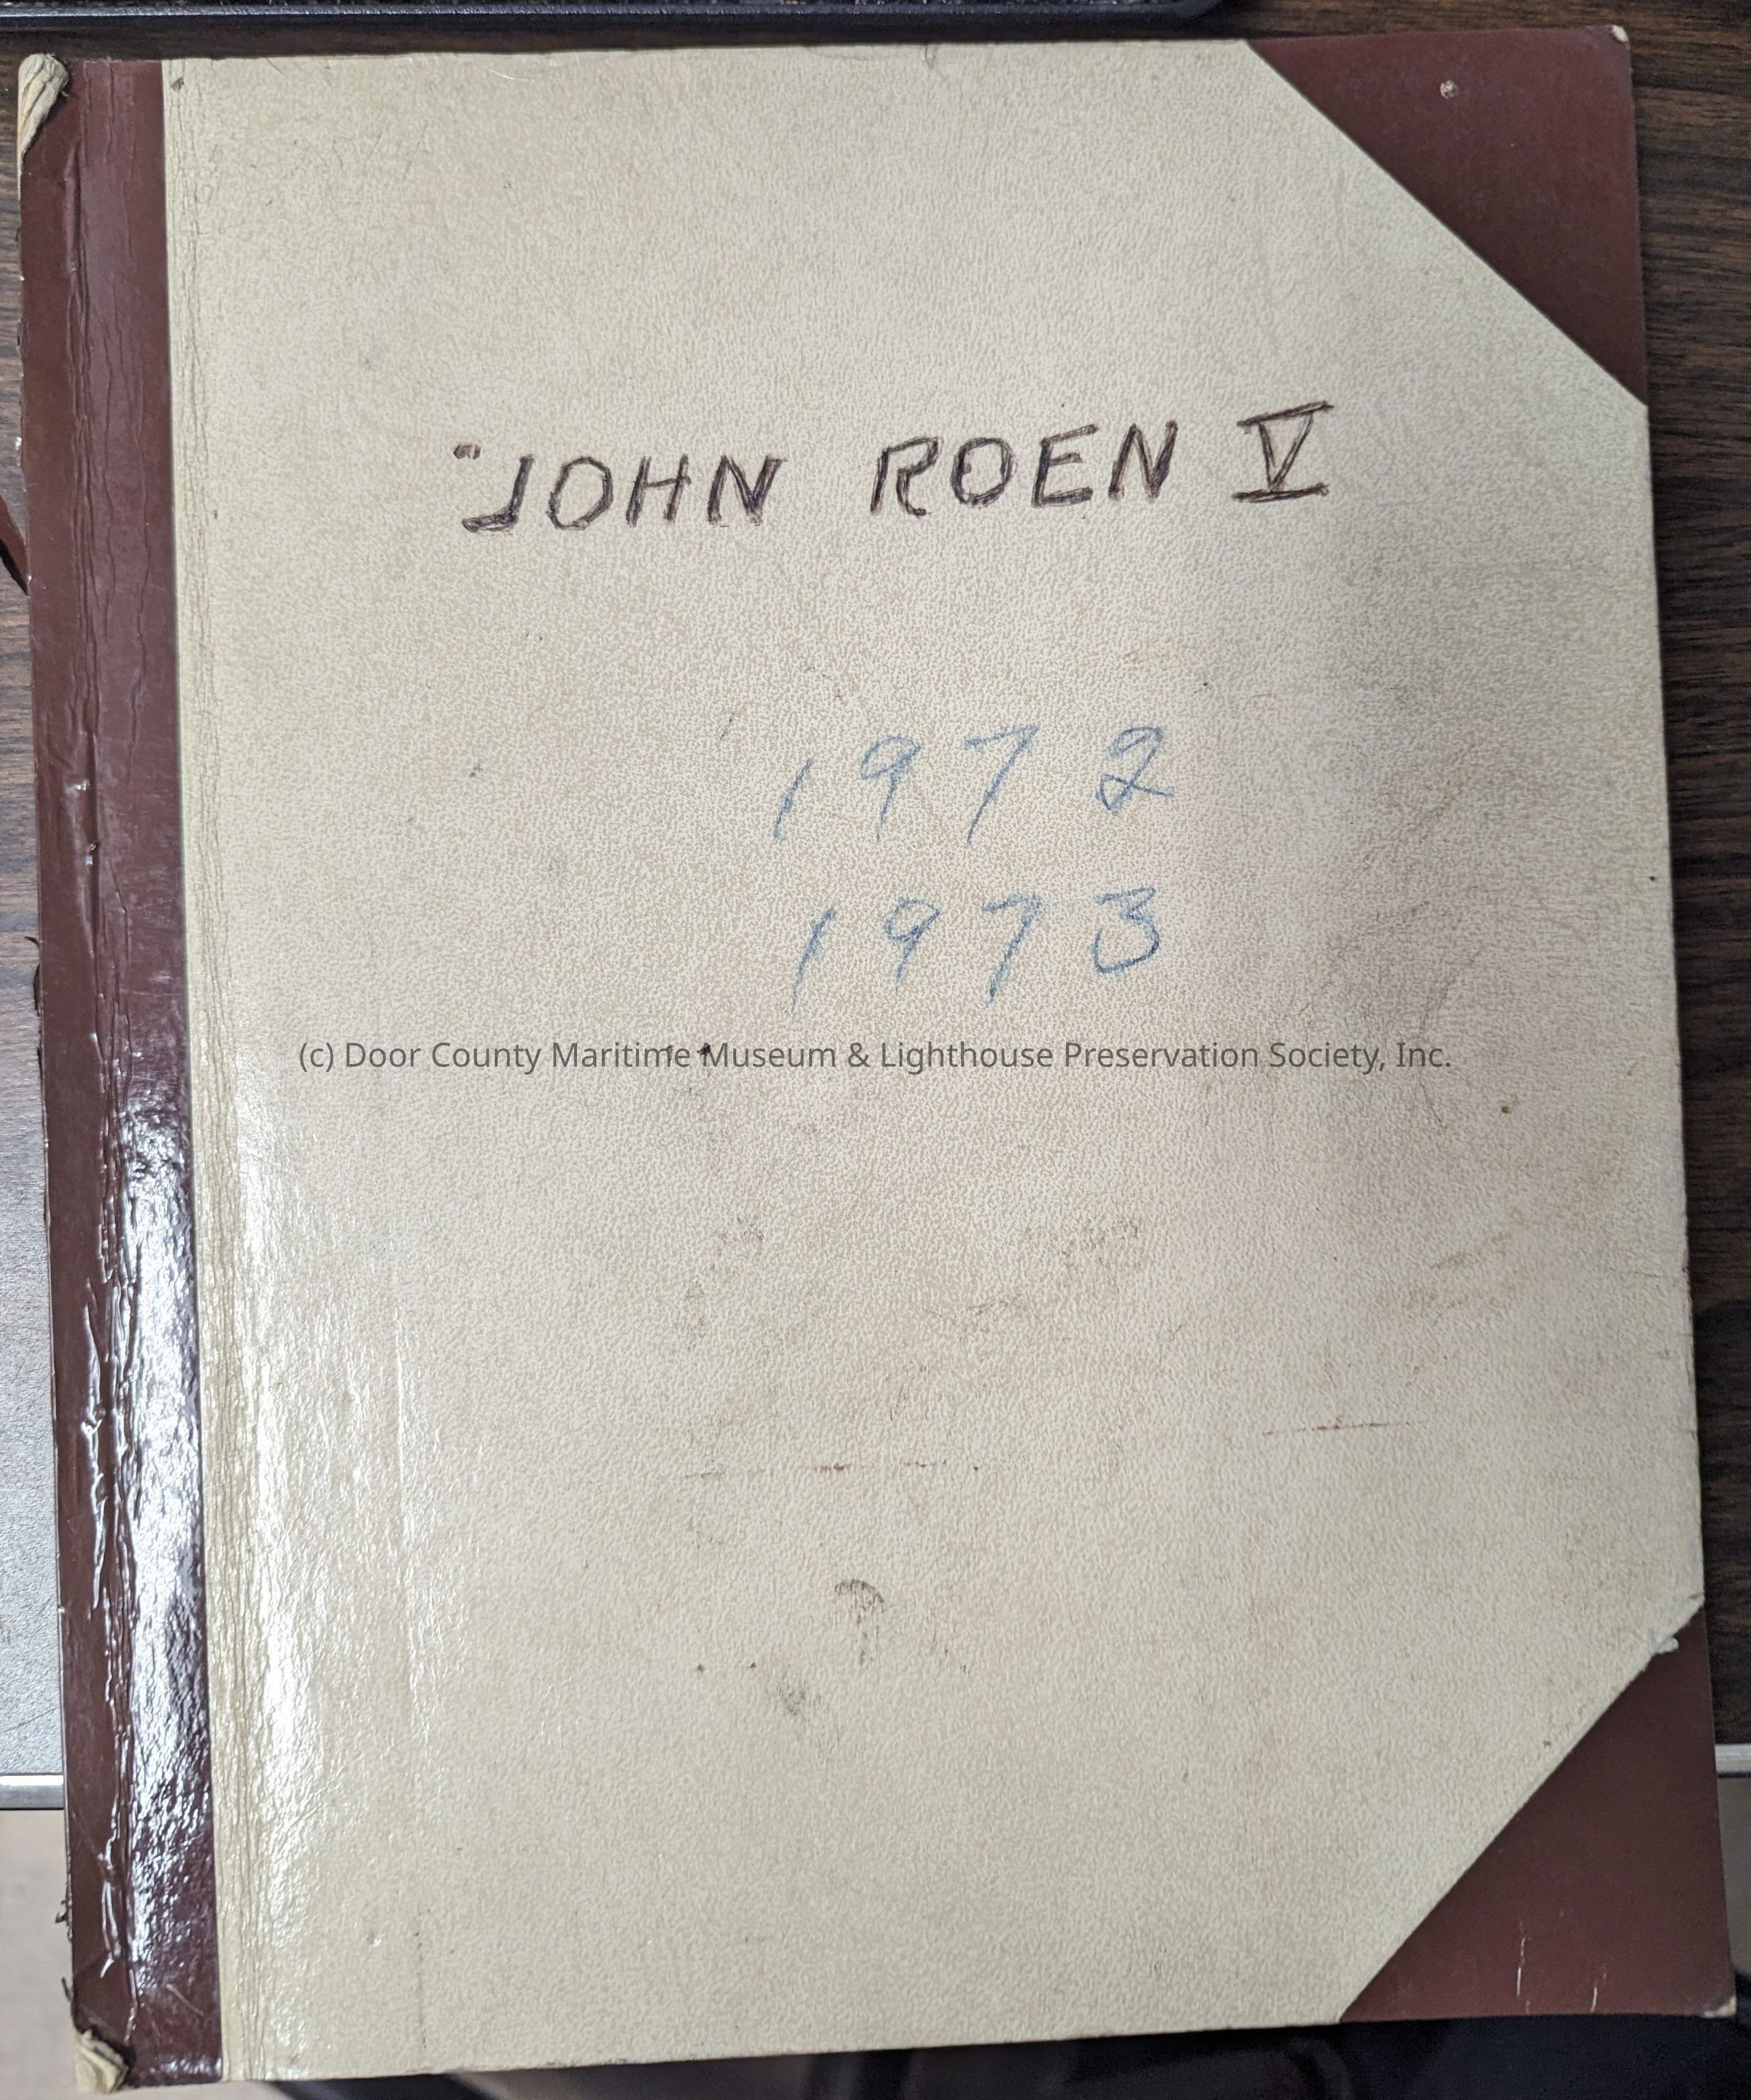 "JOHN ROEN V
1972
1973
(c) Door County Maritime Museum & Lighthouse Preservation Society, Inc.